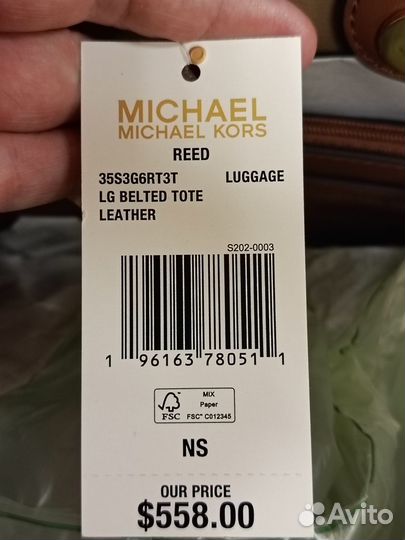 MICHAEL
MICHAEL KORS
REED
35S3G6RT3T LUGGAGE
LG BELTED TOTE
LEATHER
S202-0003
1 96163 78051 1
FSC
MIX
Paper
FSC™ C012345
NS
OUR PRICE
$558.00
Avito